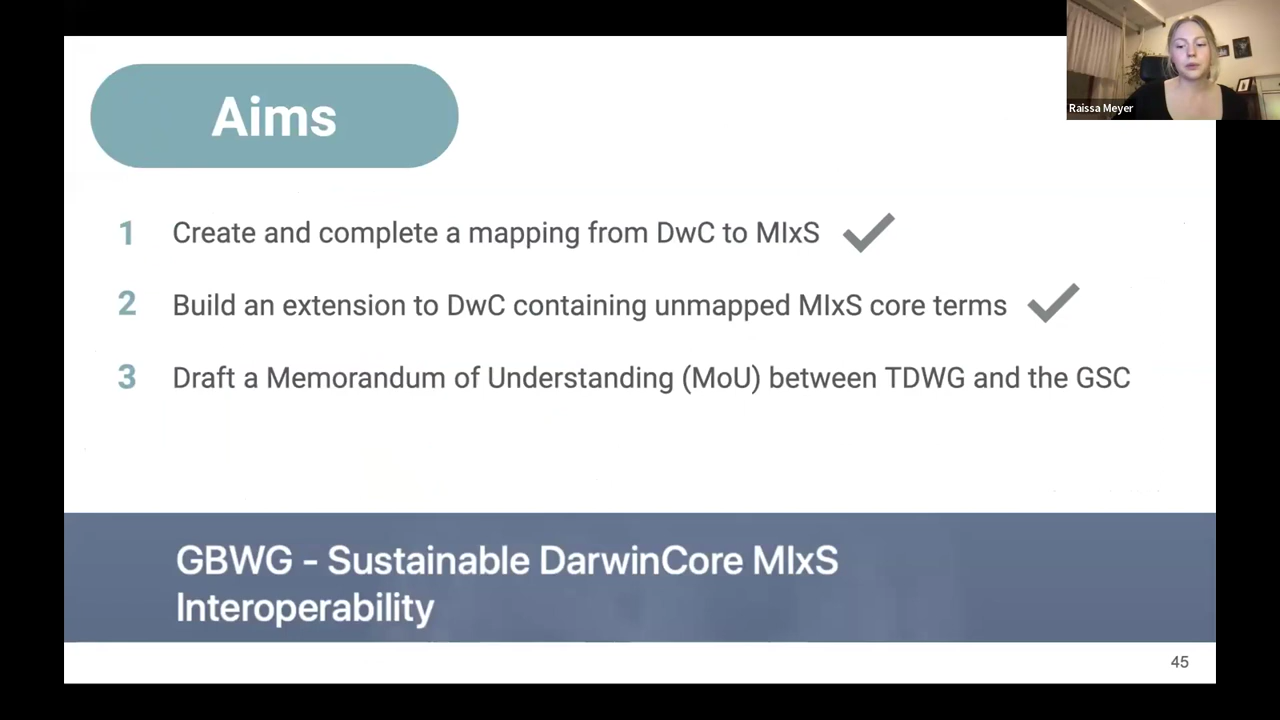 Aims
Raissa Meyer
1 Create and complete a mapping from DwC to MIxS
2 Build an extension to DwC containing unmapped MIxS core terms
3 Draft a Memorandum of Understanding (MoU) between TDWG and the GSC
GBWG - Sustainable DarwinCore MIxS
Interoperability
45